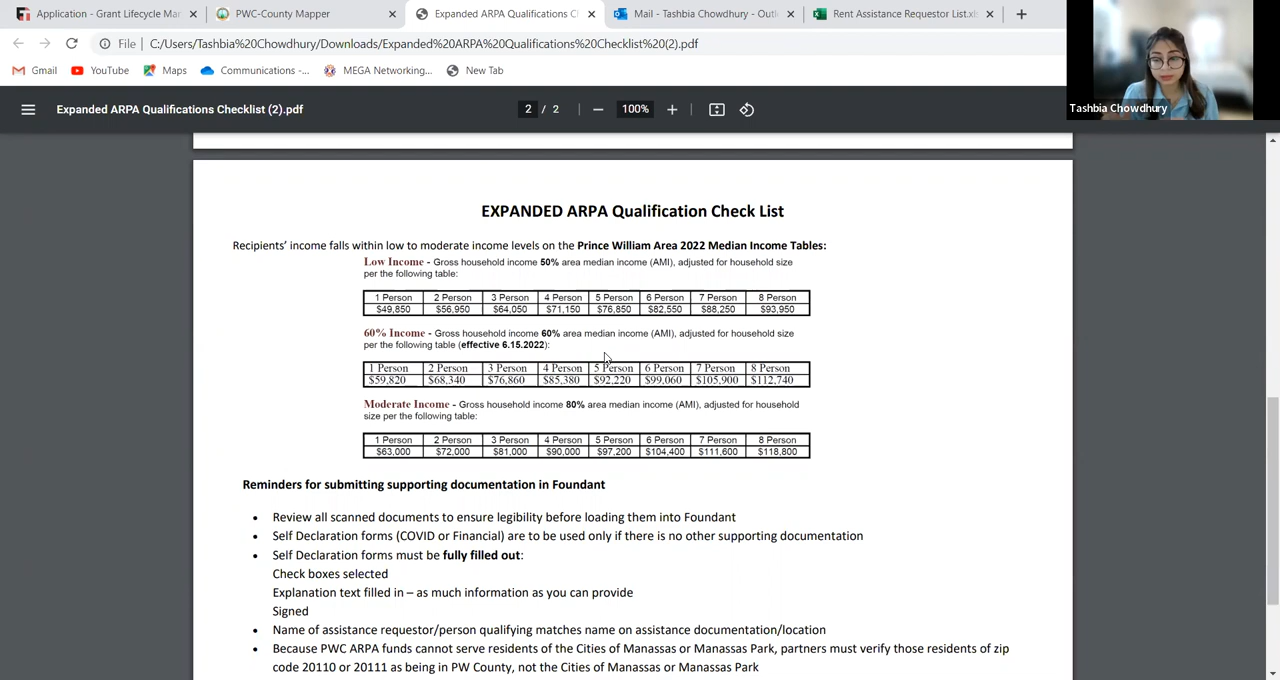 Application - Grant Lifecycle Mar
PWC-County Mapper
Expanded ARPA Qualifications C
Mail - Tashbia Chowdhury - Outl
Rent Assistance Requestor List.xl
File
C:/Users/Tashbia%20Chowdhury/Downloads/Expanded%20ARPA%20Qualifications%20Checklist%20(2).pdf
Gmail
YouTube
Maps
Communications -...
MEGA Networking...
New Tab
Tashbia Chowdhury
Expanded ARPA Qualifications Checklist (2).pdf
2 / 2
100%
EXPANDED ARPA Qualification Check List
Recipients' income falls within low to moderate income levels on the Prince William Area 2022 Median Income Tables:
Low Income - Gross household income 50% area median income (AMI), adjusted for household size
per the following table:
1 Person 2 Person 3 Person 4 Person 5 Person 6 Person 7 Person 8 Person
$49,850 $56,950 $64,050 $71,150 $76,850 $82,550 $88,250 $93,950
60% Income - Gross household income 60% area median income (AMI), adjusted for household size
per the following table (effective 6.15.2022):
1 Person 2 Person 3 Person 4 Person 5 Person 6 Person 7 Person 8 Person
$59,820 $68,340 $76,860 $85,380 $92,220 $99,060 $105,900 $112,740
Moderate Income - Gross household income 80% area median income (AMI), adjusted for household
size per the following table:
1 Person 2 Person 3 Person 4 Person 5 Person 6 Person 7 Person 8 Person
$63,000 $72,000 $81,000 $90,000 $97,200 $104,400 $111,600 $118,800
Reminders for submitting supporting documentation in Foundant
• Review all scanned documents to ensure legibility before loading them into Foundant
• Self Declaration forms (COVID or Financial) are to be used only if there is no other supporting documentation
• Self Declaration forms must be fully filled out:
Check boxes selected
Explanation text filled in – as much information as you can provide
Signed
• Name of assistance requestor/person qualifying matches name on assistance documentation/location
• Because PWC ARPA funds cannot serve residents of the Cities of Manassas or Manassas Park, partners must verify those residents of zip
code 20110 or 20111 as being in PW County, not the Cities of Manassas or Manassas Park